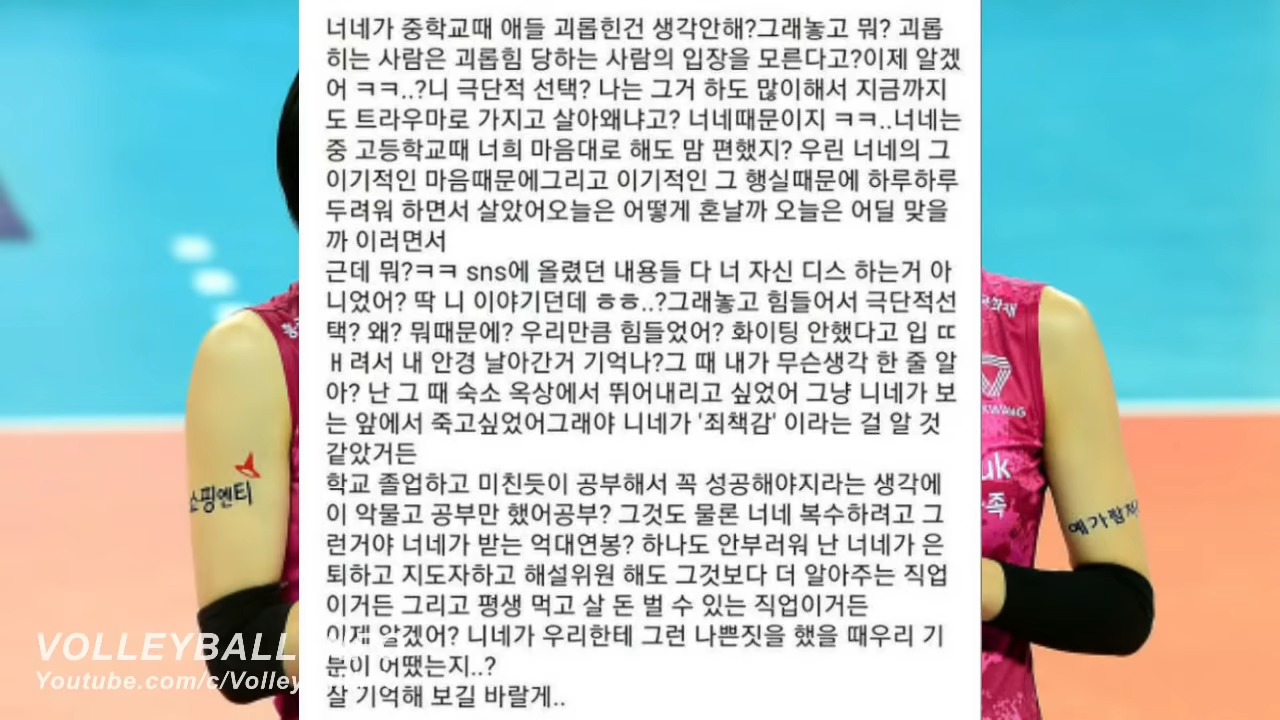 너네가 중학교때 애들 괴롭힌건 생각안해?그래놓고 뭐? 괴롭
히는 사람은 괴롭힘 당하는 사람의 입장을 모른다고?이제 알겠
어 ㅋㅋ..?니 극단적 선택? 나는 그거 하도 많이해서 지금까지
도 트라우마로 가지고 살아왜냐고? 너네때문이지 ㅋㅋ..너네는
중 고등학교때 너희 마음대로 해도 맘 편했지? 우린 너네의 그
이기적인 마음때문에그리고 이기적인 그 행실때문에 하루하루
두려워 하면서 살았어오늘은 어떻게 혼날까 오늘은 어딜 맞을
까 이러면서
근데 뭐?ㅋㅋ sns에 올렸던 내용들 다 너 자신 디스 하는거 아
니었어? 딱 니 이야기던데 ㅎㅎ..?그래놓고 힘들어서 극단적선
택? 왜? 뭐때문에? 우리만큼 힘들었어? 화이팅 안했다고 입 ㄸ
ㅐ려서 내 안경 날아간거 기억나?그 때 내가 무슨생각 한 줄 알
아? 난 그 때 숙소 옥상에서 뛰어내리고 싶었어 그냥 니네가 보
는 앞에서 죽고싶었어그래야 니네가 '죄책감' 이라는 걸 알 것
같았거든
학교 졸업하고 미친듯이 공부해서 꼭 성공해야지라는 생각에
이 악물고 공부만 했어공부? 그것도 물론 너네 복수하려고 그
런거야 너네가 받는 억대연봉? 하나도 안부러워 난 너네가 은
퇴하고 지도자하고 해설위원 해도 그것보다 더 알아주는 직업
이거든 그리고 평생 먹고 살 돈 벌 수 있는 직업이거든
이제 알겠어? 니네가 우리한테 그런 나쁜짓을 했을 때우리 기
분이 어땠는지..?
잘 기억해 보길 바랄게..
쇼핑엔티
uk
족
VOLLEYBALL
Youtube.com/c/Volley